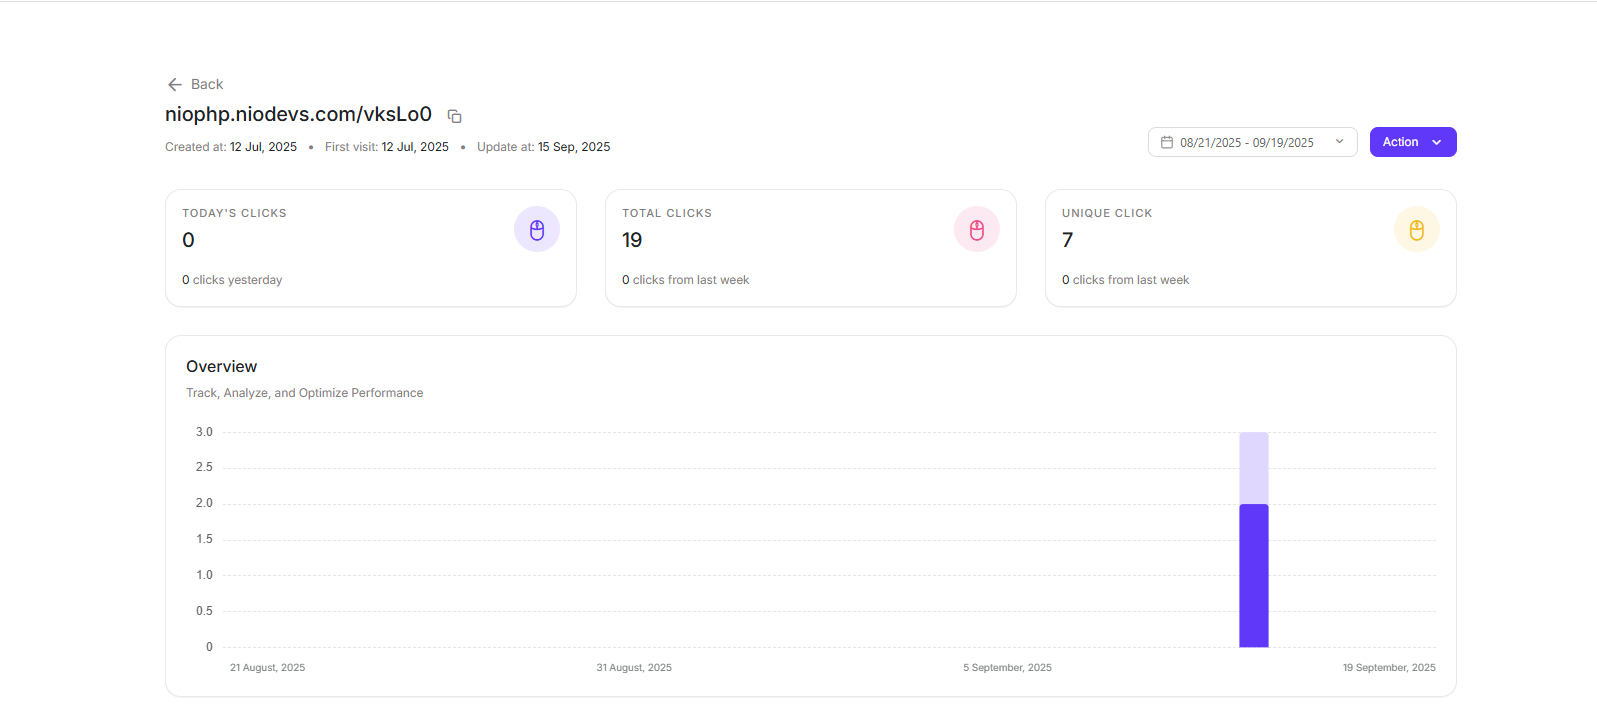 Back
niophp.niodevs.com/vksLo0
Created at: 12 Jul, 2025 • First visit: 12 Jul, 2025 • Update at: 15 Sep, 2025
08/21/2025 - 09/19/2025
Action
TODAY'S CLICKS
0
0 clicks yesterday
TOTAL CLICKS
19
0 clicks from last week
UNIQUE CLICK
7
0 clicks from last week
Overview
Track, Analyze, and Optimize Performance
3.0
2.5
2.0
1.5
1.0
0.5
0
21 August, 2025 31 August, 2025 5 September, 2025 19 September, 2025